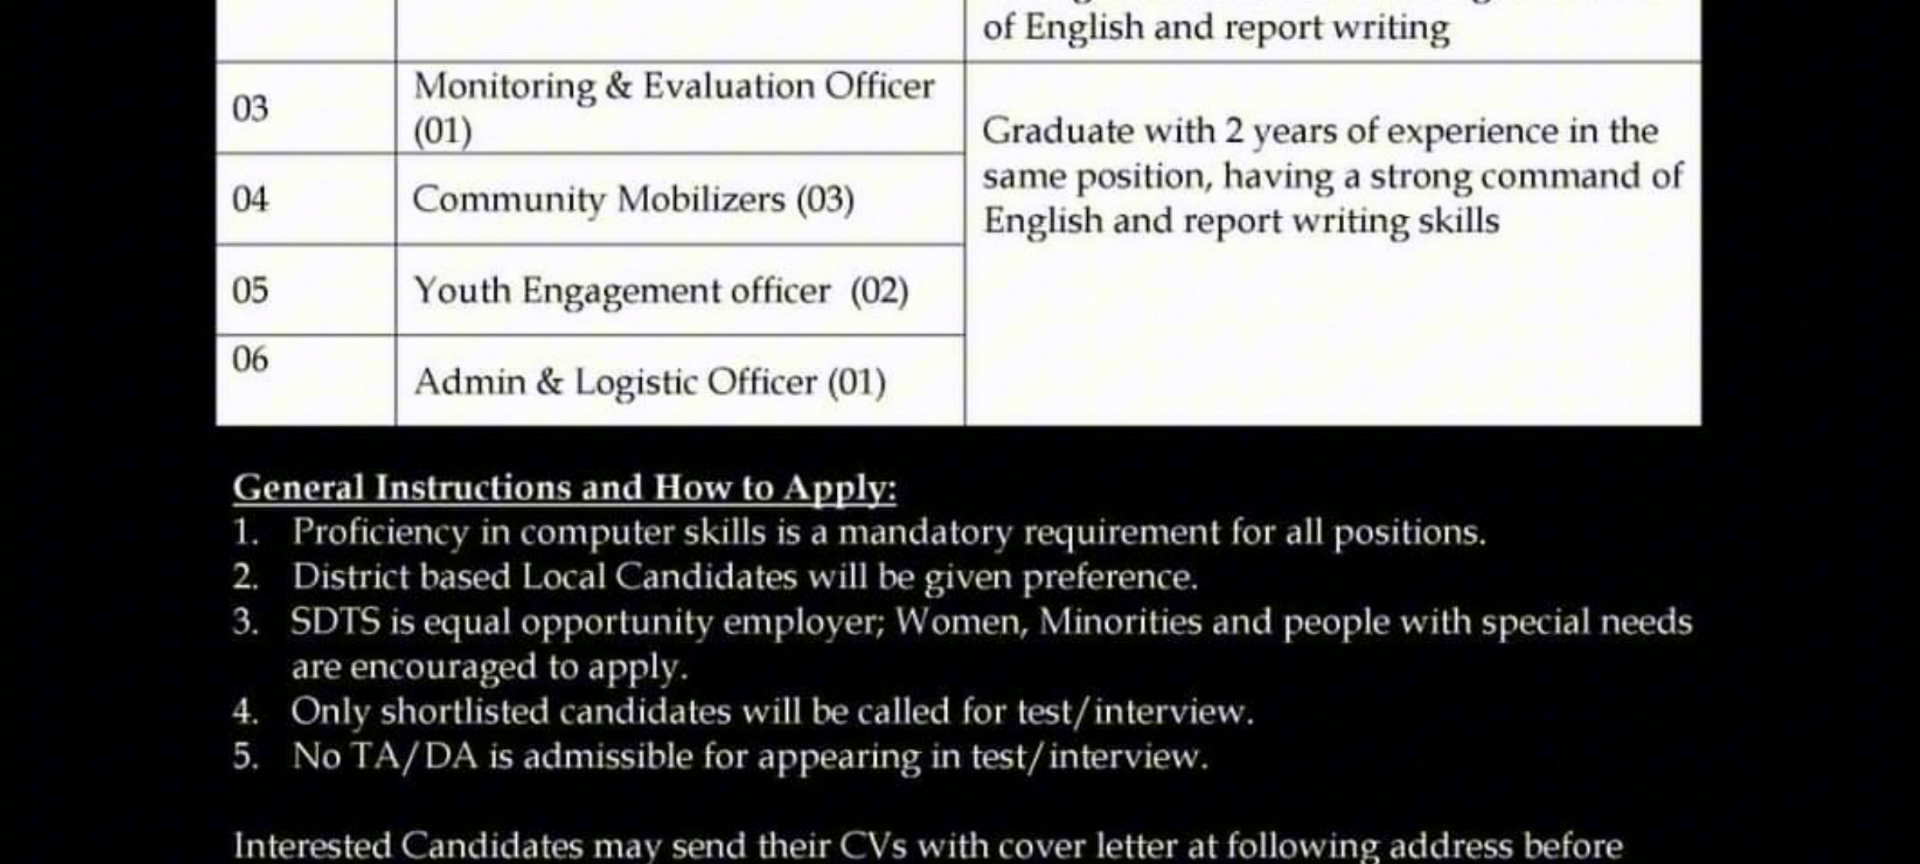 of English and report writing
03
Monitoring & Evaluation Officer
(01)
Graduate with 2 years of experience in the
same position, having a strong command of
English and report writing skills
04
Community Mobilizers (03)
05
Youth Engagement officer (02)
06
Admin & Logistic Officer (01)
General Instructions and How to Apply:
1. Proficiency in computer skills is a mandatory requirement for all positions.
2. District based Local Candidates will be given preference.
3. SDTS is equal opportunity employer; Women, Minorities and people with special needs
are encouraged to apply.
4. Only shortlisted candidates will be called for test/interview.
5. No TA/DA is admissible for appearing in test/interview.
Interested Candidates may send their CVs with cover letter at following address before